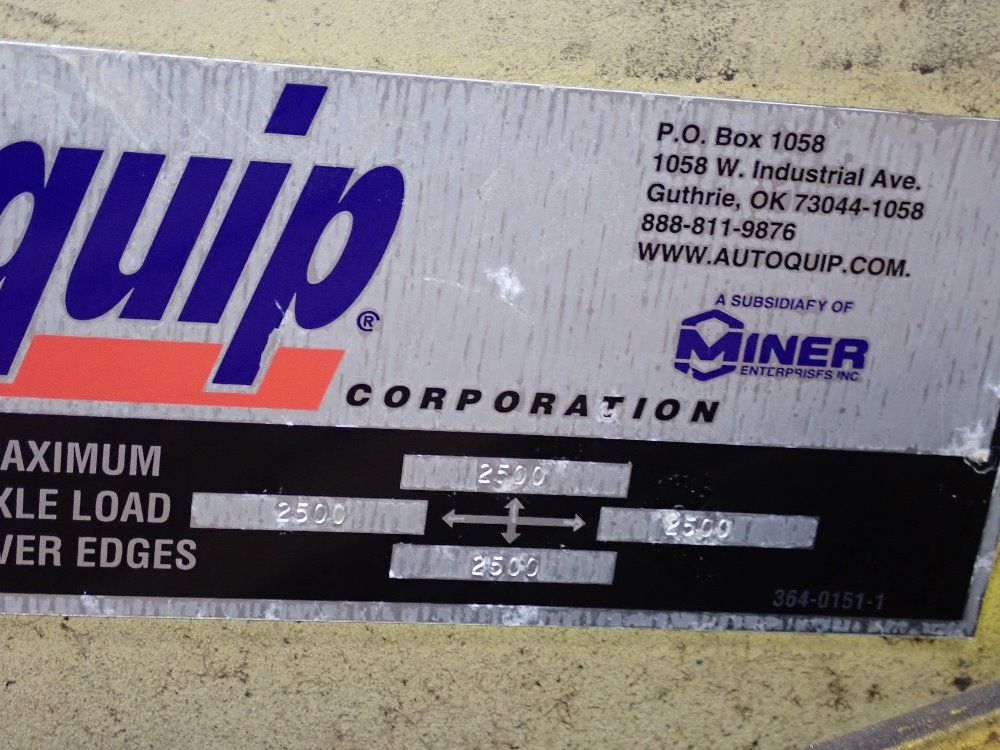 quip®
CORPORATION
P.O. Box 1058
1058 W. Industrial Ave.
Guthrie, OK 73044-1058
888-811-9876
WWW.AUTOQUIP.COM.
A SUBSIDIARY OF
MINER
ENTERPRISES INC
AXIMUM
XLE LOAD
VER EDGES
2500
2500
2500
2500
364-0151-1